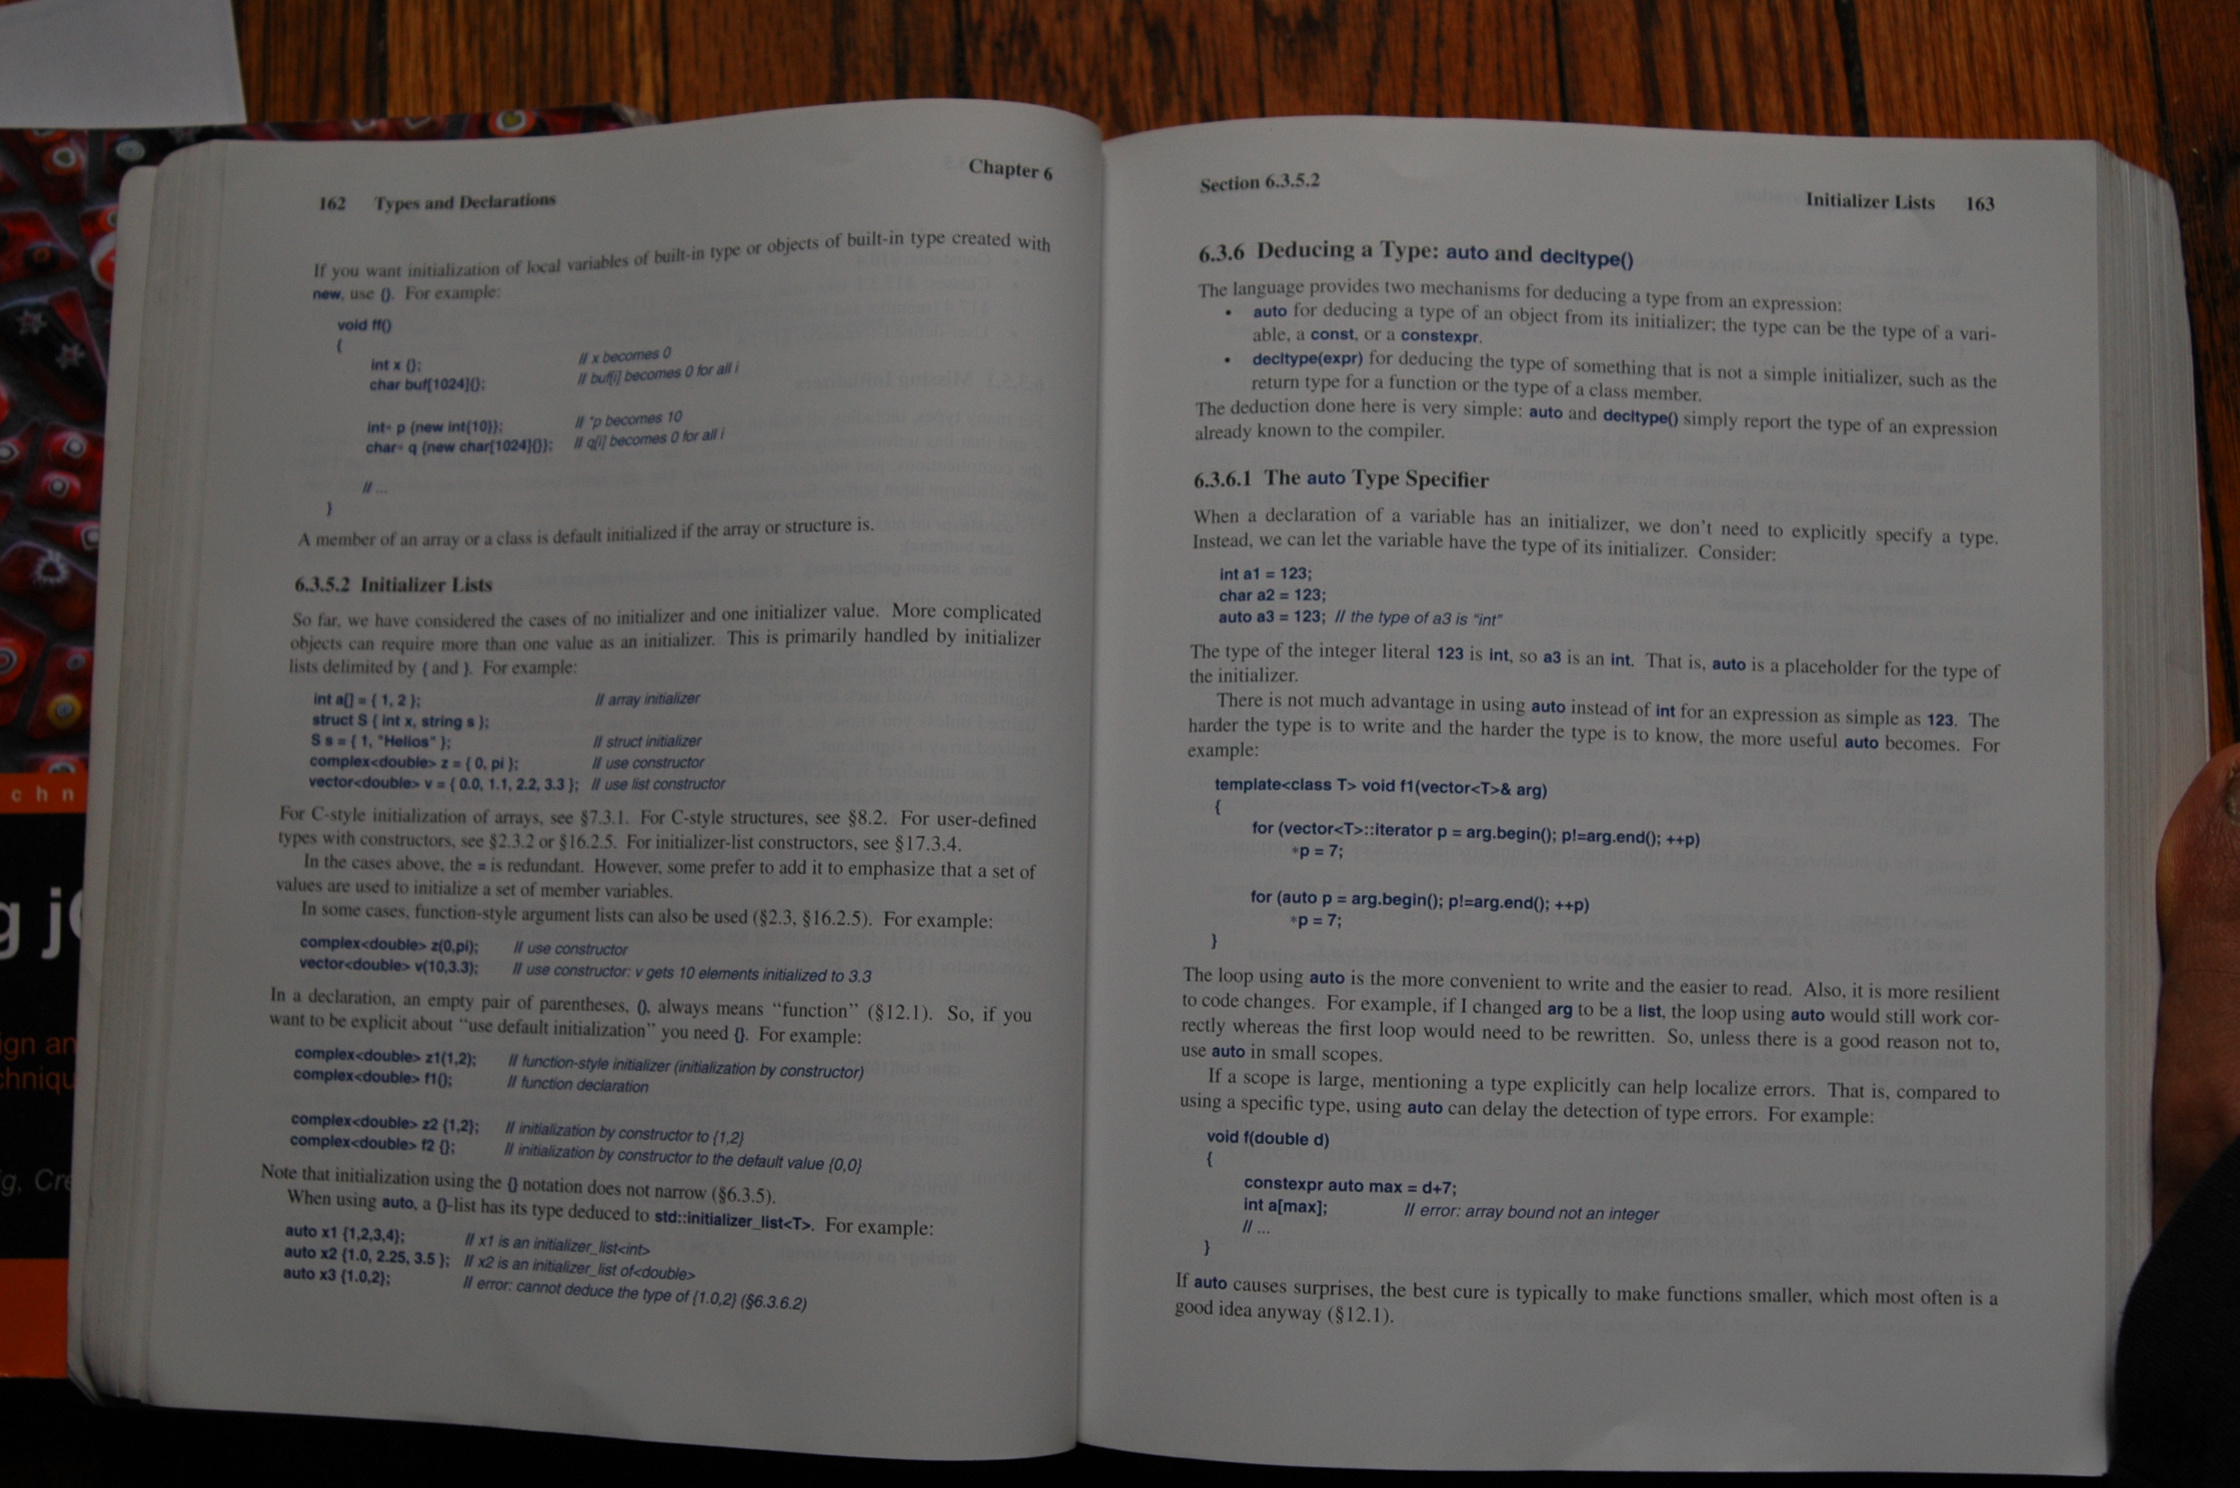 162 Types and Declarations Chapter 6
If you want initialization of local variables of built-in type or objects of built-in type created with
new, use {}. For example:
void ff()
{
int x {}; // x becomes 0
char buf[1024]{}; // buf[i] becomes 0 for all i
int* p {new int{10}}; // *p becomes 10
char* q {new char[1024]{}}; // q[i] becomes 0 for all i
// ...
}
A member of an array or a class is default initialized if the array or structure is.
6.3.5.2 Initializer Lists
So far, we have considered the cases of no initializer and one initializer value. More complicated
objects can require more than one value as an initializer. This is primarily handled by initializer
lists delimited by { and }. For example:
int a[] = { 1, 2 }; // array initializer
struct S { int x, string s };
S s = { 1, "Helios" }; // struct initializer
complex<double> z = { 0, pi }; // use constructor
vector<double> v = { 0.0, 1.1, 2.2, 3.3 }; // use list constructor
For C-style initialization of arrays, see §7.3.1. For C-style structures, see §8.2. For user-defined
types with constructors, see §2.3.2 or §16.2.5. For initializer-list constructors, see §17.3.4.
In the cases above, the = is redundant. However, some prefer to add it to emphasize that a set of
values are used to initialize a set of member variables.
In some cases, function-style argument lists can also be used (§2.3, §16.2.5). For example:
complex<double> z(0,pi); // use constructor
vector<double> v(10,3.3); // use constructor: v gets 10 elements initialized to 3.3
In a declaration, an empty pair of parentheses, (), always means “function” (§12.1). So, if you
want to be explicit about “use default initialization” you need {}. For example:
complex<double> z1(1,2); // function-style initializer (initialization by constructor)
complex<double> f1(); // function declaration
complex<double> z2 {1,2}; // initialization by constructor to {1,2}
complex<double> f2 {}; // initialization by constructor to the default value {0,0}
Note that initialization using the {} notation does not narrow (§6.3.5).
When using auto, a {}-list has its type deduced to std::initializer_list<T>. For example:
auto x1 {1,2,3,4}; // x1 is an initializer_list<int>
auto x2 {1.0, 2.25, 3.5 }; // x2 is an initializer_list of<double>
auto x3 {1.0,2}; // error: cannot deduce the type of {1.0,2} (§6.3.6.2)
Section 6.3.5.2 Initializer Lists 163
6.3.6 Deducing a Type: auto and decltype()
The language provides two mechanisms for deducing a type from an expression:
• auto for deducing a type of an object from its initializer; the type can be the type of a vari-
able, a const, or a constexpr.
• decltype(expr) for deducing the type of something that is not a simple initializer, such as the
return type for a function or the type of a class member.
The deduction done here is very simple: auto and decltype() simply report the type of an expression
already known to the compiler.
6.3.6.1 The auto Type Specifier
When a declaration of a variable has an initializer, we don’t need to explicitly specify a type.
Instead, we can let the variable have the type of its initializer. Consider:
int a1 = 123;
char a2 = 123;
auto a3 = 123; // the type of a3 is "int"
The type of the integer literal 123 is int, so a3 is an int. That is, auto is a placeholder for the type of
the initializer.
There is not much advantage in using auto instead of int for an expression as simple as 123. The
harder the type is to write and the harder the type is to know, the more useful auto becomes. For
example:
template<class T> void f1(vector<T>& arg)
{
for (vector<T>::iterator p = arg.begin(); p!=arg.end(); ++p)
*p = 7;
for (auto p = arg.begin(); p!=arg.end(); ++p)
*p = 7;
}
The loop using auto is the more convenient to write and the easier to read. Also, it is more resilient
to code changes. For example, if I changed arg to be a list, the loop using auto would still work cor-
rectly whereas the first loop would need to be rewritten. So, unless there is a good reason not to,
use auto in small scopes.
If a scope is large, mentioning a type explicitly can help localize errors. That is, compared to
using a specific type, using auto can delay the detection of type errors. For example:
void f(double d)
{
constexpr auto max = d+7;
int a[max]; // error: array bound not an integer
// ...
}
If auto causes surprises, the best cure is typically to make functions smaller, which most often is a
good idea anyway (§12.1).